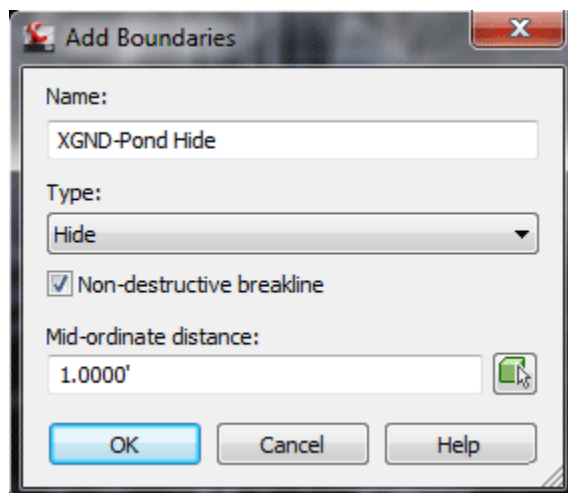 Add Boundaries
Name:
XGND-Pond Hide
Type:
Hide
Non-destructive breakline
Mid-ordinate distance:
1.0000'
OK Cancel Help